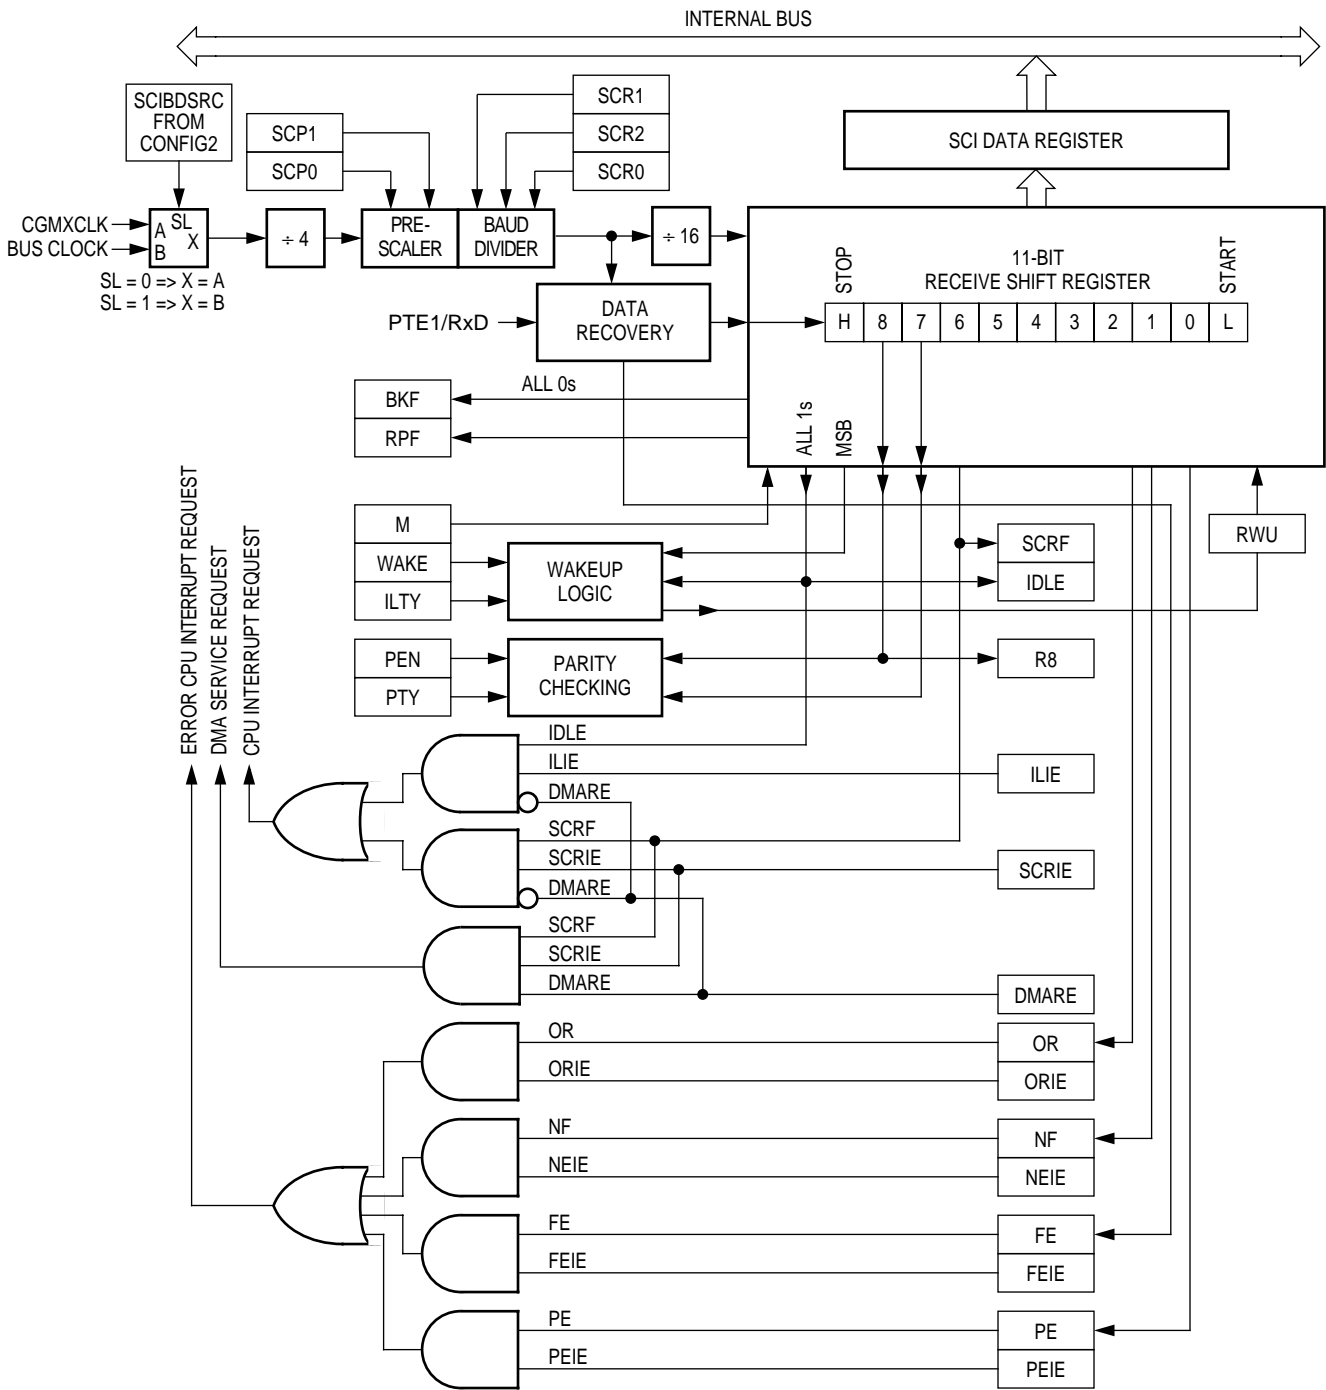 INTERNAL BUS
SCIBDSRC
FROM
CONFIG2
SCP1
SCP0
SCR1
SCR2
SCR0
SCI DATA REGISTER
CGMXCLK
BUS CLOCK
A
B
SL
X
÷ 4
PRE-
SCALER
BAUD
DIVIDER
÷ 16
SL = 0 => X = A
SL = 1 => X = B
STOP
11-BIT
RECEIVE SHIFT REGISTER
START
H 8 7 6 5 4 3 2 1 0 L
PTE1/RxD
DATA
RECOVERY
ALL 0s
BKF
RPF
ALL 1s
MSB
M
WAKE
ILTY
WAKEUP
LOGIC
SCRF
IDLE
RWU
PEN
PTY
PARITY
CHECKING
R8
ERROR CPU INTERRUPT REQUEST
DMA SERVICE REQUEST
CPU INTERRUPT REQUEST
IDLE
ILIE
DMARE
ILIE
SCRF
SCRIE
DMARE
SCRIE
SCRF
SCRIE
DMARE
DMARE
OR
ORIE
OR
ORIE
NF
NEIE
NF
NEIE
FE
FEIE
FE
FEIE
PE
PEIE
PE
PEIE